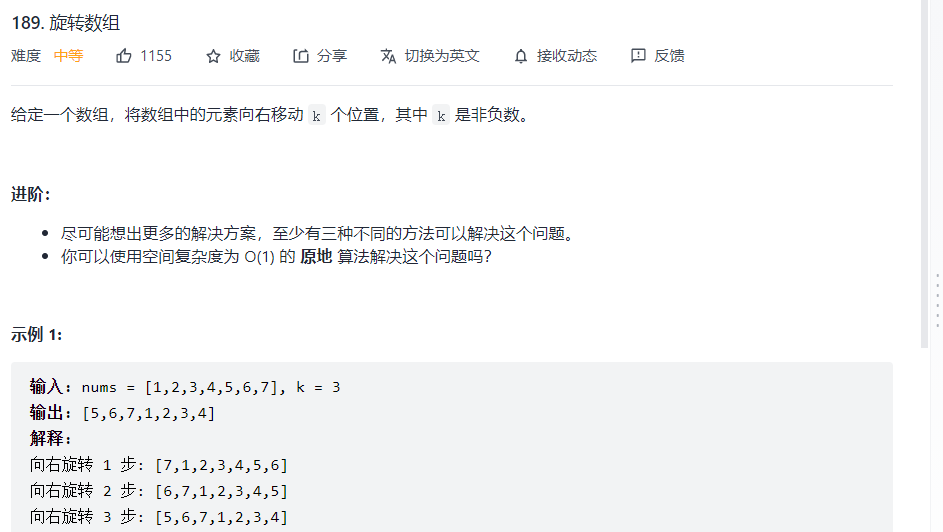 189. 旋转数组
难度 中等 1155 收藏 分享 切换为英文 接收动态 反馈
给定一个数组，将数组中的元素向右移动 k 个位置，其中 k 是非负数。
进阶：
尽可能想出更多的解决方案，至少有三种不同的方法可以解决这个问题。
你可以使用空间复杂度为 O(1) 的 原地 算法解决这个问题吗？
示例 1:
输入: nums = [1,2,3,4,5,6,7], k = 3
输出: [5,6,7,1,2,3,4]
解释:
向右旋转 1 步: [7,1,2,3,4,5,6]
向右旋转 2 步: [6,7,1,2,3,4,5]
向右旋转 3 步: [5,6,7,1,2,3,4]